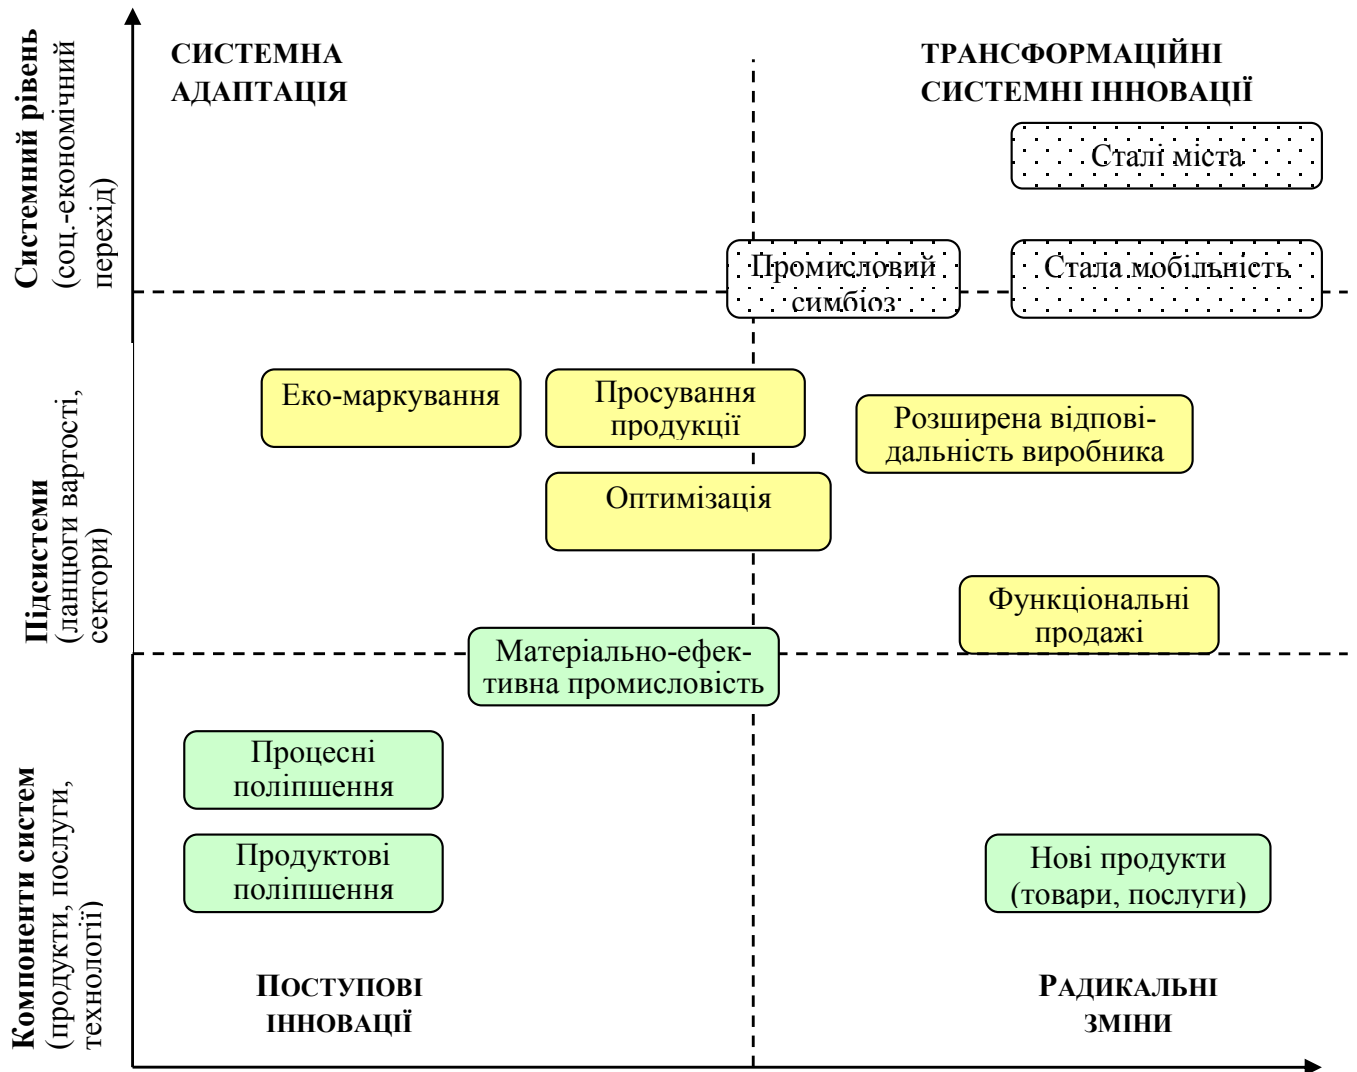 СИСТЕМНА
АДАПТАЦІЯ
ТРАНСФОРМАЦІЙНІ
СИСТЕМНІ ІННОВАЦІЇ
Системний рівень
(соц.-економічний
перехід)
Сталі міста
Промисловий
симбіоз
Стала мобільність
Підсистеми
(ланцюги вартості,
сектори)
Еко-маркування
Просування
продукції
Розширена відпові-
дальність виробника
Оптимізація
Функціональні
продажі
Матеріально-ефек-
тивна промисловість
Компоненти систем
(продукти, послуги,
технології)
Процесні
поліпшення
Продуктові
поліпшення
Нові продукти
(товари, послуги)
ПОСТУПОВІ
ІННОВАЦІЇ
РАДИКАЛЬНІ
ЗМІНИ